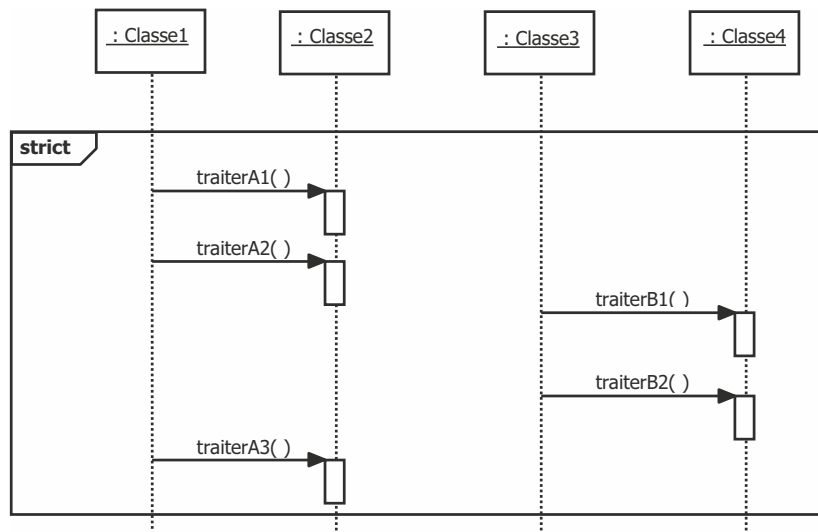 : Classe1
: Classe2
: Classe3
: Classe4
strict
traiterA1( )
traiterA2( )
traiterB1( )
traiterB2( )
traiterA3( )